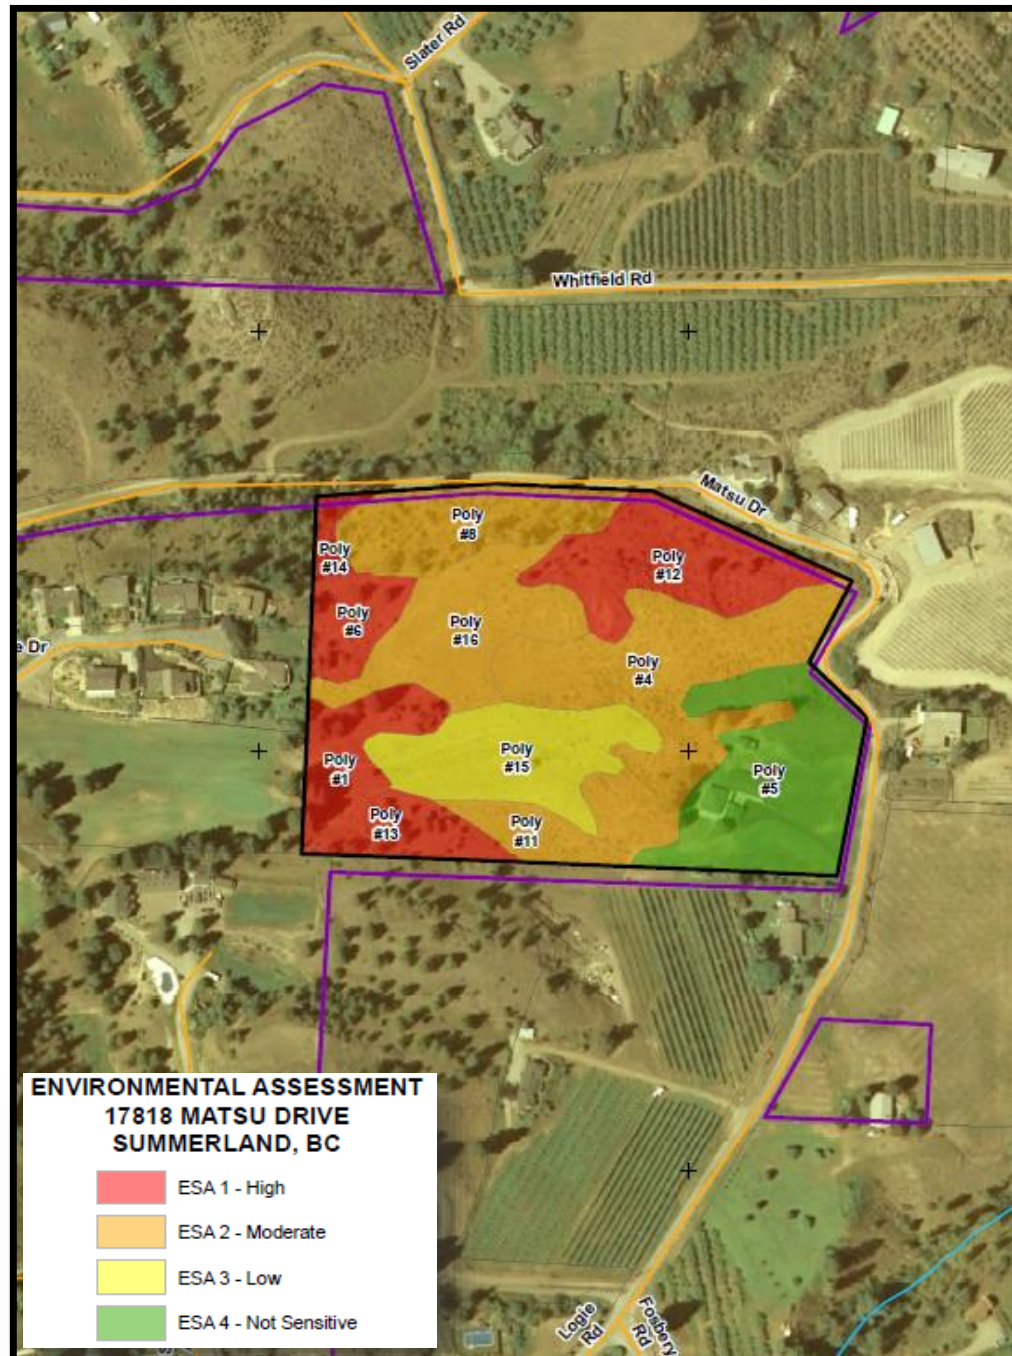 Slater Rd
Whitfield Rd
Matsu Dr
Poly
#8
Poly
#14
Poly
#12
Poly
#6
Poly
#16
e Dr
Poly
#4
Poly
#15
Poly
#1
Poly
#5
Poly
#13
Poly
#11
ENVIRONMENTAL ASSESSMENT
17818 MATSU DRIVE
SUMMERLAND, BC
ESA 1 - High
ESA 2 - Moderate
ESA 3 - Low
ESA 4 - Not Sensitive
Logie
Rd
Fosbery
Rd